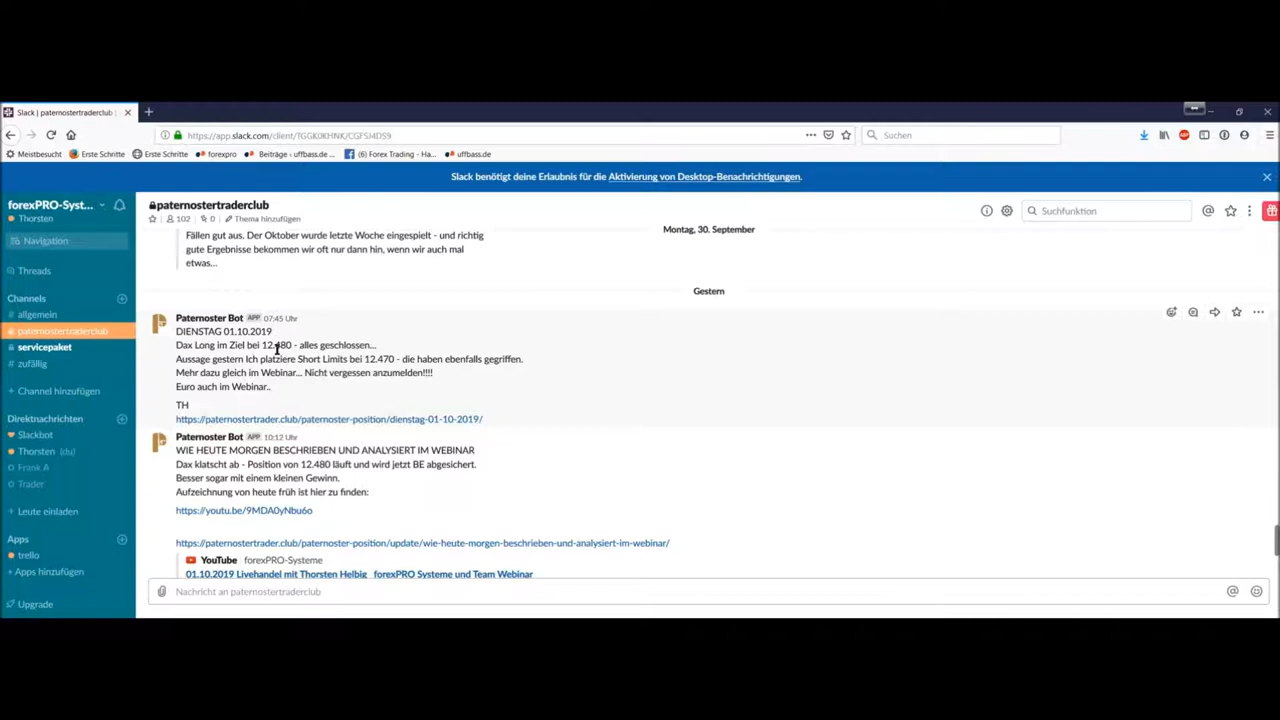 Slack | paternostertraderclub
https://app.slack.com/client/TGGK0KHNK/CGFSJ4DS9
Suchen
Meistbesucht
Erste Schritte
Erste Schritte
forexpro
Beiträge ‹ uffbass.de ...
(6) Forex Trading - Ha...
uffbass.de
Slack benötigt deine Erlaubnis für die Aktivierung von Desktop-Benachrichtigungen.
forexPRO-Syst...
Thorsten
Navigation
Threads
Channels
allgemein
paternostertraderclub
servicepaket
zufällig
+ Channel hinzufügen
Direktnachrichten
Slackbot
Thorsten (du)
Frank A
Trader
+ Leute einladen
Apps
trello
+ Apps hinzufügen
Upgrade
paternostertraderclub
102
0
Thema hinzufügen
Suchfunktion
Montag, 30. September
Fällen gut aus. Der Oktober wurde letzte Woche eingespielt - und richtig
gute Ergebnisse bekommen wir oft nur dann hin, wenn wir auch mal
etwas...
Gestern
Paternoster Bot APP 07:45 Uhr
DIENSTAG 01.10.2019
Dax Long im Ziel bei 12.480 - alles geschlossen...
Aussage gestern Ich platziere Short Limits bei 12.470 - die haben ebenfalls gegriffen.
Mehr dazu gleich im Webinar... Nicht vergessen anzumelden!!!!
Euro auch im Webinar..
TH
https://paternostertrader.club/paternoster-position/dienstag-01-10-2019/
Paternoster Bot APP 10:12 Uhr
WIE HEUTE MORGEN BESCHRIEBEN UND ANALYSIERT IM WEBINAR
Dax klatscht ab - Position von 12.480 läuft und wird jetzt BE abgesichert.
Besser sogar mit einem kleinen Gewinn.
Aufzeichnung von heute früh ist hier zu finden:
https://youtu.be/9MDA0yNbu6o
https://paternostertrader.club/paternoster-position/update/wie-heute-morgen-beschrieben-und-analysiert-im-webinar/
YouTube forexPRO-Systeme
01.10.2019 Livehandel mit Thorsten Helbig forexPRO Systeme und Team Webinar
Nachricht an paternostertraderclub